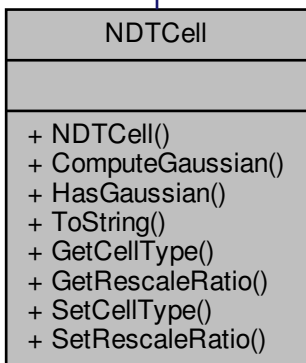 NDTCell
+ NDTCell()
+ ComputeGaussian()
+ HasGaussian()
+ ToString()
+ GetCellType()
+ GetRescaleRatio()
+ SetCellType()
+ SetRescaleRatio()